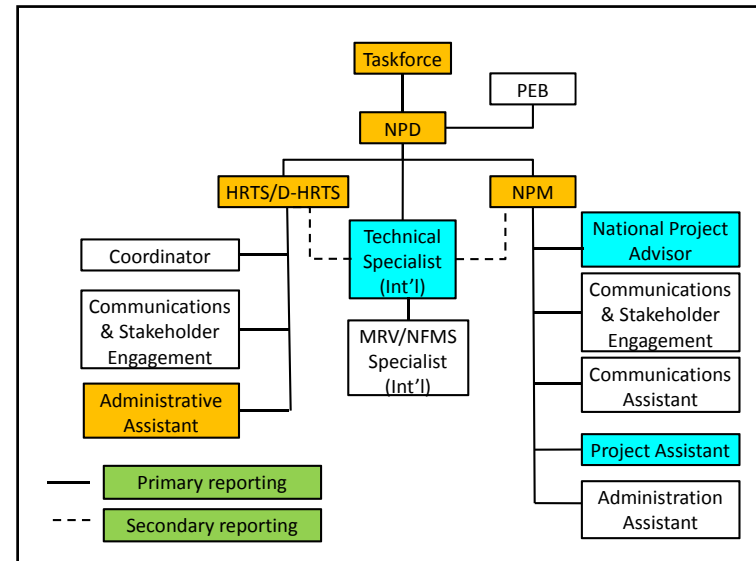 Taskforce
PEB
NPD
HRTS/D-HRTS
NPM
Technical
Specialist
(Int'l)
MRV/NFMS
Specialist
(Int'l)
Coordinator
Communications
& Stakeholder
Engagement
Administrative
Assistant
National Project
Advisor
Communications
& Stakeholder
Engagement
Communications
Assistant
Project Assistant
Administration
Assistant
Primary reporting
Secondary reporting